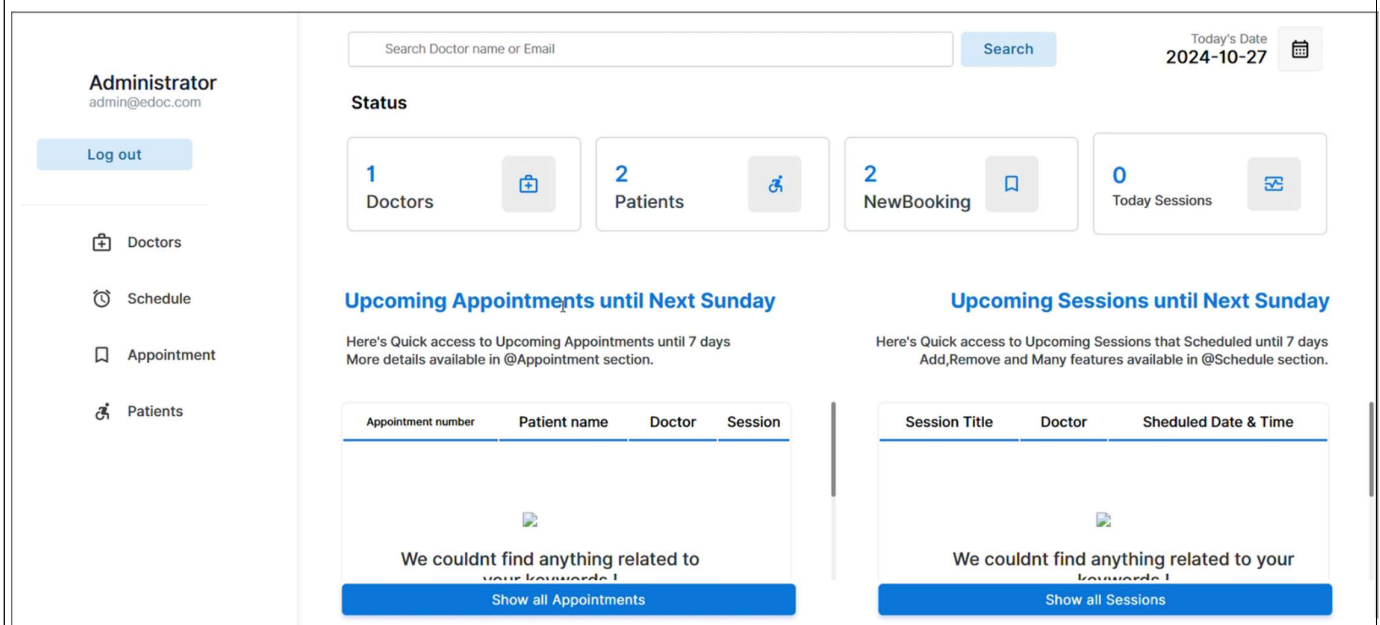 Administrator
admin@edoc.com
Log out
Doctors
Schedule
Appointment
Patients
Search Doctor name or Email
Search
Today's Date
2024-10-27
Status
1
Doctors
2
Patients
2
NewBooking
0
Today Sessions
Upcoming Appointments until Next Sunday
Here's Quick access to Upcoming Appointments until 7 days
More details available in @Appointment section.
Appointment number Patient name Doctor Session
We couldnt find anything related to
your keywords !
Show all Appointments
Upcoming Sessions until Next Sunday
Here's Quick access to Upcoming Sessions that Scheduled until 7 days
Add,Remove and Many features available in @Schedule section.
Session Title Doctor Sheduled Date & Time
We couldnt find anything related to your
keywords !
Show all Sessions